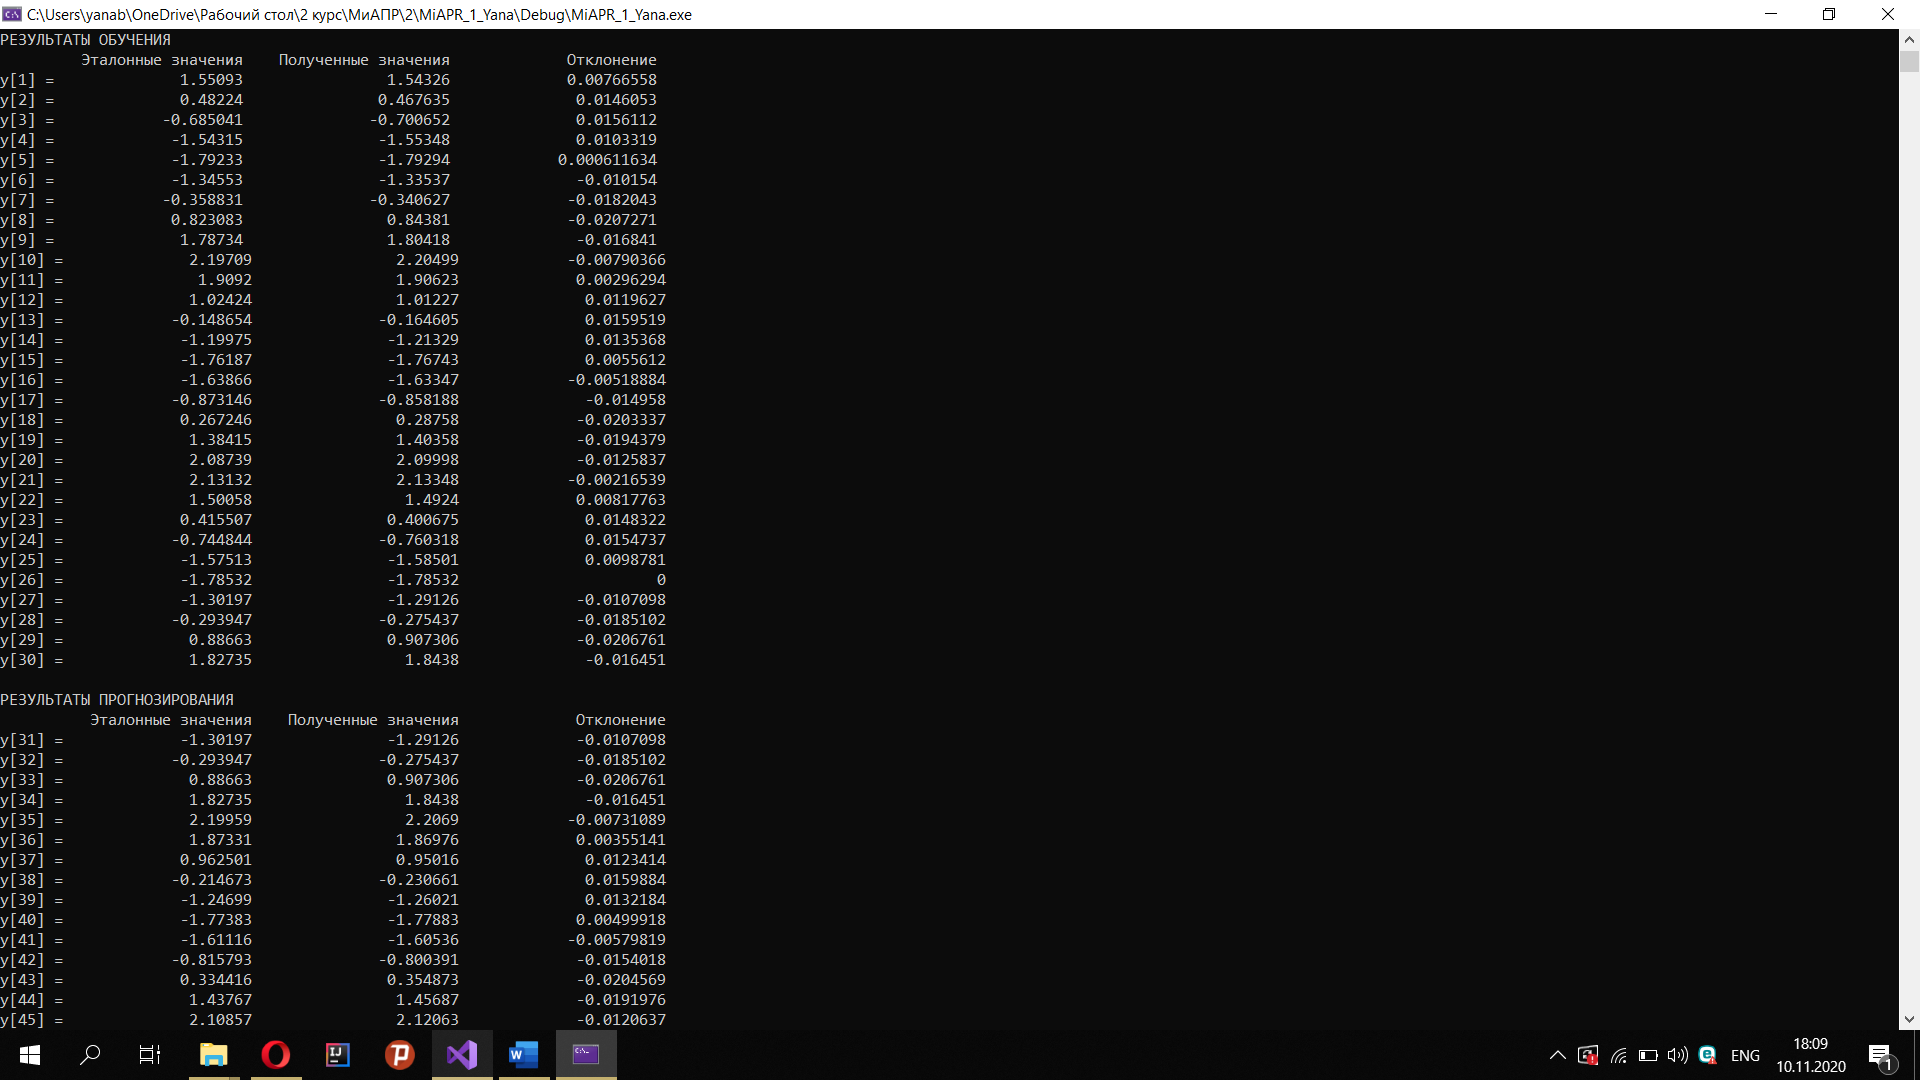 C:\Users\yanab\OneDrive\Рабочий стол\2 курс\МиАПР\2\MiAPR_1_Yana\Debug\MiAPR_1_Yana.exe
РЕЗУЛЬТАТЫ ОБУЧЕНИЯ
Эталонные значения Полученные значения Отклонение
y[1] = 1.55093 1.54326 0.00766558
y[2] = 0.48224 0.467635 0.0146053
y[3] = -0.685041 -0.700652 0.0156112
y[4] = -1.54315 -1.55348 0.0103319
y[5] = -1.79233 -1.79294 0.000611634
y[6] = -1.34553 -1.33537 -0.010154
y[7] = -0.358831 -0.340627 -0.0182043
y[8] = 0.823083 0.84381 -0.0207271
y[9] = 1.78734 1.80418 -0.016841
y[10] = 2.19709 2.20499 -0.00790366
y[11] = 1.9092 1.90623 0.00296294
y[12] = 1.02424 1.01227 0.0119627
y[13] = -0.148654 -0.164605 0.0159519
y[14] = -1.19975 -1.21329 0.0135368
y[15] = -1.76187 -1.76743 0.0055612
y[16] = -1.63866 -1.63347 -0.00518884
y[17] = -0.873146 -0.858188 -0.014958
y[18] = 0.267246 0.28758 -0.0203337
y[19] = 1.38415 1.40358 -0.0194379
y[20] = 2.08739 2.09998 -0.0125837
y[21] = 2.13132 2.13348 -0.00216539
y[22] = 1.50058 1.4924 0.00817763
y[23] = 0.415507 0.400675 0.0148322
y[24] = -0.744844 -0.760318 0.0154737
y[25] = -1.57513 -1.58501 0.0098781
y[26] = -1.78532 -1.78532 0
y[27] = -1.30197 -1.29126 -0.0107098
y[28] = -0.293947 -0.275437 -0.0185102
y[29] = 0.88663 0.907306 -0.0206761
y[30] = 1.82735 1.8438 -0.016451
РЕЗУЛЬТАТЫ ПРОГНОЗИРОВАНИЯ
Эталонные значения Полученные значения Отклонение
y[31] = -1.30197 -1.29126 -0.0107098
y[32] = -0.293947 -0.275437 -0.0185102
y[33] = 0.88663 0.907306 -0.0206761
y[34] = 1.82735 1.8438 -0.016451
y[35] = 2.19959 2.2069 -0.00731089
y[36] = 1.87331 1.86976 0.00355141
y[37] = 0.962501 0.95016 0.0123414
y[38] = -0.214673 -0.230661 0.0159884
y[39] = -1.24699 -1.26021 0.0132184
y[40] = -1.77383 -1.77883 0.00499918
y[41] = -1.61116 -1.60536 -0.00579819
y[42] = -0.815793 -0.800391 -0.0154018
y[43] = 0.334416 0.354873 -0.0204569
y[44] = 1.43767 1.45687 -0.0191976
y[45] = 2.10857 2.12063 -0.0120637
ENG
18:09
10.11.2020
1